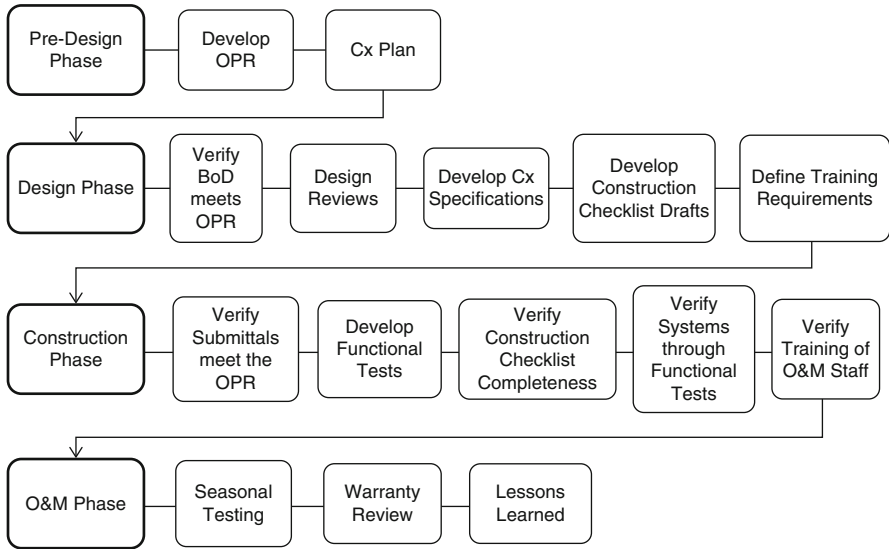 Pre-Design
Phase
Develop
OPR
Cx Plan
Design Phase
Verify
BoD
meets
OPR
Design
Reviews
Develop Cx
Specifications
Develop
Construction
Checklist Drafts
Define Training
Requirements
Construction
Phase
Verify
Submittals
meet the
OPR
Develop
Functional
Tests
Verify
Construction
Checklist
Completeness
Verify
Systems
through
Functional
Tests
Verify
Training of
O&M Staff
O&M Phase
Seasonal
Testing
Warranty
Review
Lessons
Learned